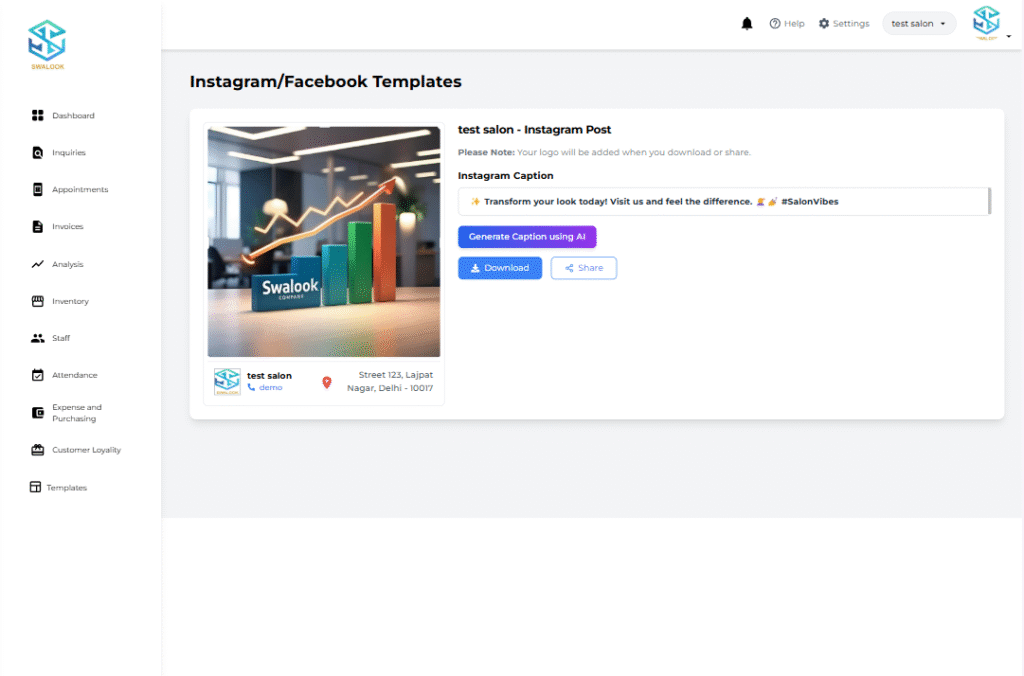 SWALOOK
Help
Settings
test salon
Dashboard
Inquiries
Appointments
Invoices
Analysis
Inventory
Staff
Attendance
Expense and
Purchasing
Customer Loyality
Templates
Instagram/Facebook Templates
Swalook
COMPANY
test salon
demo
Street 123, Lajpat
Nagar, Delhi - 10017
test salon - Instagram Post
Please Note: Your logo will be added when you download or share.
Instagram Caption
✨ Transform your look today! Visit us and feel the difference. 💇‍♀️💅 #SalonVibes
Generate Caption using AI
Download
Share